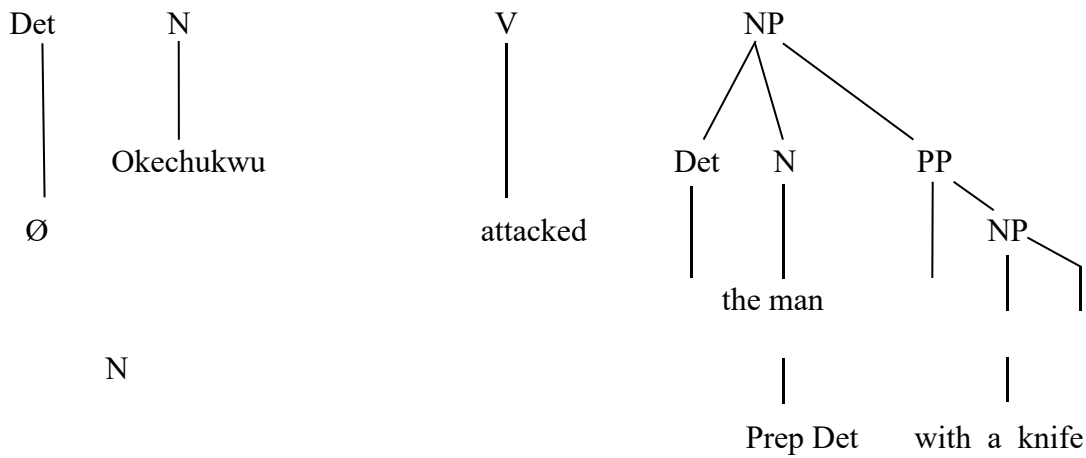 Det N V NP
Okechukwu Det N PP
Ø attacked NP
the man
N
Prep Det with a knife